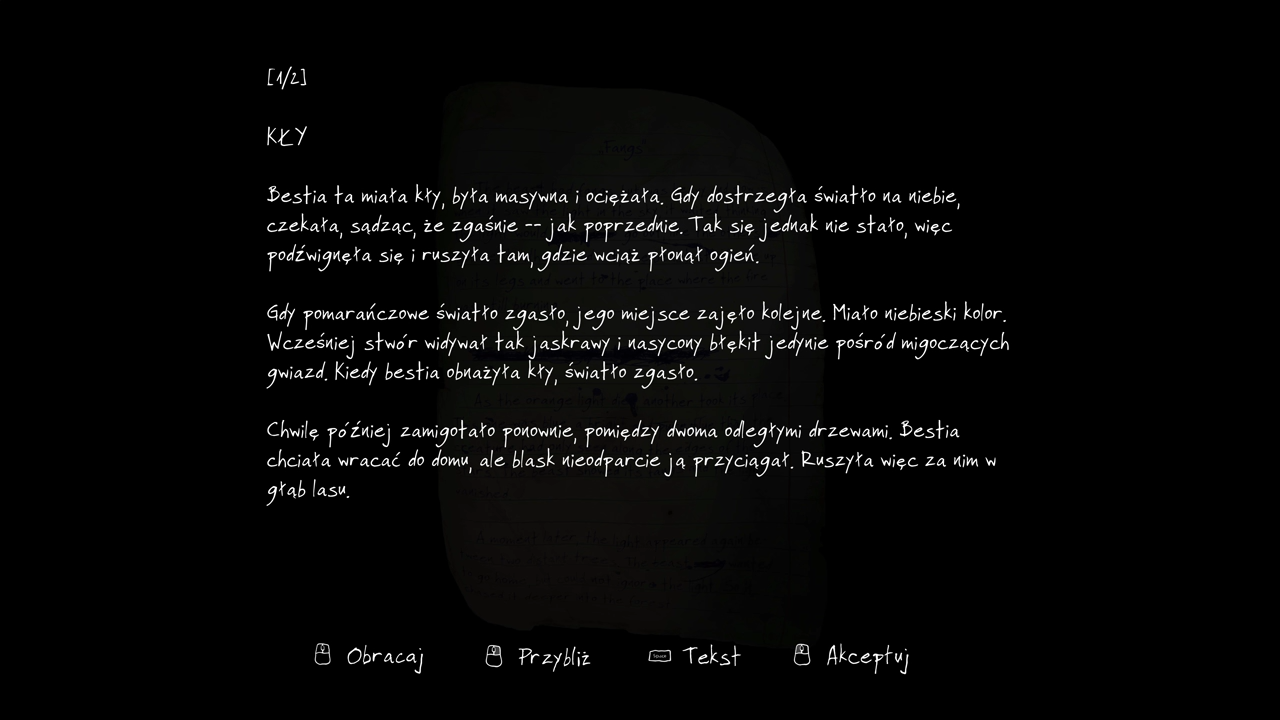 [1/2]
KŁY
Bestia ta miała kły, była masywna i ociężała. Gdy dostrzegła światło na niebie,
czekała, sądząc, że zgaśnie -- jak poprzednie. Tak się jednak nie stało, więc
podźwignęła się i ruszyła tam, gdzie wciąż płonął ogień.
Gdy pomarańczowe światło zgasło, jego miejsce zajęło kolejne. Miało niebieski kolor.
Wcześniej stwór widywał tak jaskrawy i nasycony błękit jedynie pośród migoczących
gwiazd. Kiedy bestia obnażyła kły, światło zgasło.
Chwilę później zamigotało ponownie, pomiędzy dwoma odległymi drzewami. Bestia
chciała wracać do domu, ale blask nieodparcie ją przyciągał. Ruszyła więc za nim w
głąb lasu.
Obracaj Przybliż Tekst Akceptuj